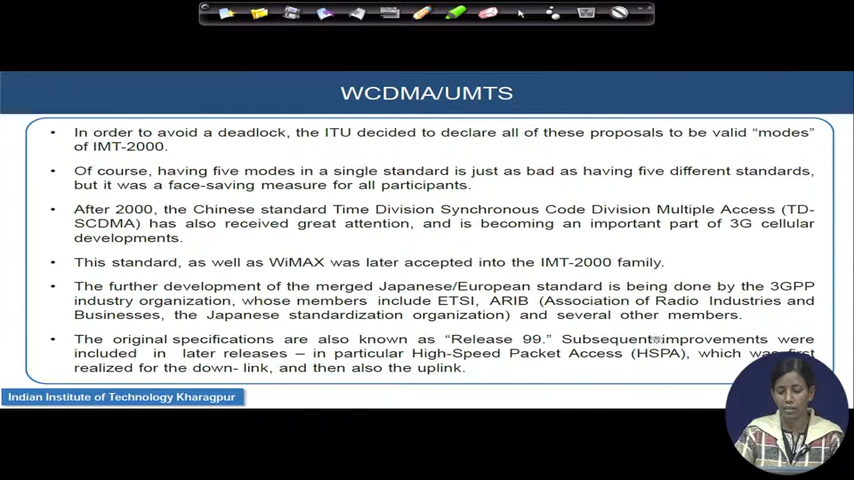 WCDMA/UMTS
• In order to avoid a deadlock, the ITU decided to declare all of these proposals to be valid “modes”
of IMT-2000.
• Of course, having five modes in a single standard is just as bad as having five different standards,
but it was a face-saving measure for all participants.
• After 2000, the Chinese standard Time Division Synchronous Code Division Multiple Access (TD-
SCDMA) has also received great attention, and is becoming an important part of 3G cellular
developments.
• This standard, as well as WiMAX was later accepted into the IMT-2000 family.
• The further development of the merged Japanese/European standard is being done by the 3GPP
industry organization, whose members include ETSI, ARIB (Association of Radio Industries and
Businesses, the Japanese standardization organization) and several other members.
• The original specifications are also known as “Release 99.” Subsequent improvements were
included in later releases – in particular High-Speed Packet Access (HSPA), which was first
realized for the down- link, and then also the uplink.
Indian Institute of Technology Kharagpur